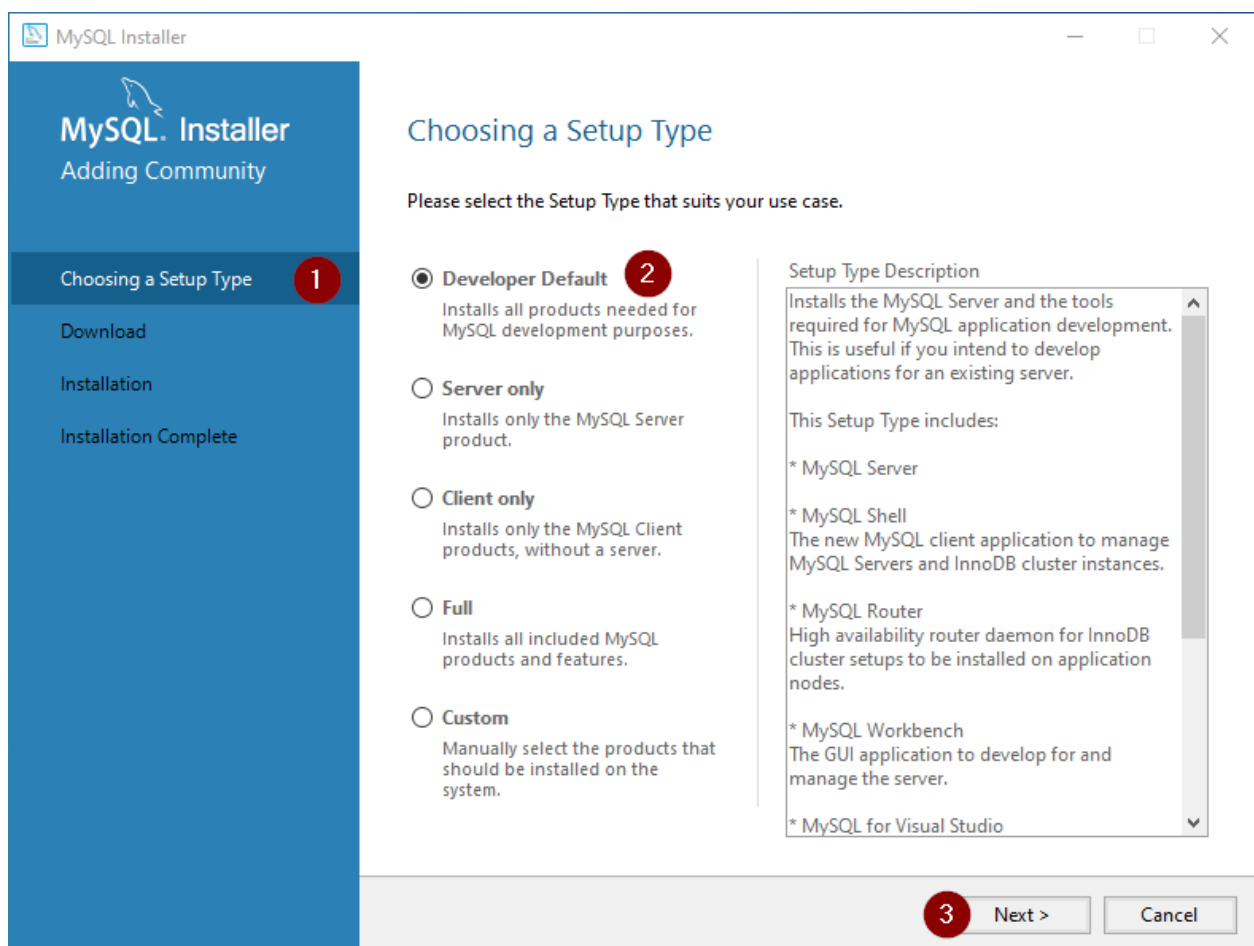 MySQL Installer
MySQL. Installer
Adding Community
Choosing a Setup Type 1
Download
Installation
Installation Complete
Choosing a Setup Type
Please select the Setup Type that suits your use case.
Developer Default 2
Installs all products needed for
MySQL development purposes.
Server only
Installs only the MySQL Server
product.
Client only
Installs only the MySQL Client
products, without a server.
Full
Installs all included MySQL
products and features.
Custom
Manually select the products that
should be installed on the
system.
Setup Type Description
Installs the MySQL Server and the tools
required for MySQL application development.
This is useful if you intend to develop
applications for an existing server.
This Setup Type includes:
* MySQL Server
* MySQL Shell
The new MySQL client application to manage
MySQL Servers and InnoDB cluster instances.
* MySQL Router
High availability router daemon for InnoDB
cluster setups to be installed on application
nodes.
* MySQL Workbench
The GUI application to develop for and
manage the server.
* MySQL for Visual Studio
3 Next > Cancel